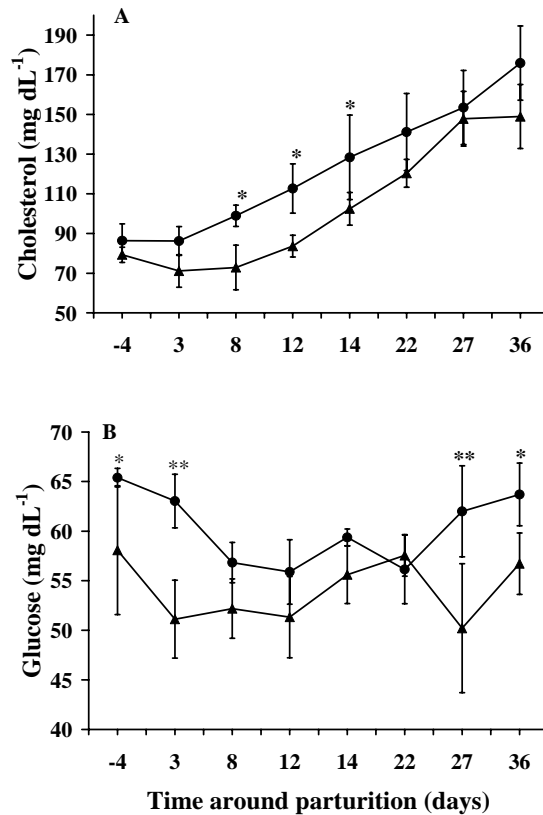 A
Cholesterol (mg dL⁻¹)
190
170
150
130
110
90
70
50
* * *
-4 3 8 12 14 22 27 36
B
Glucose (mg dL⁻¹)
70
65
60
55
50
45
40
* ** ** *
-4 3 8 12 14 22 27 36
Time around parturition (days)